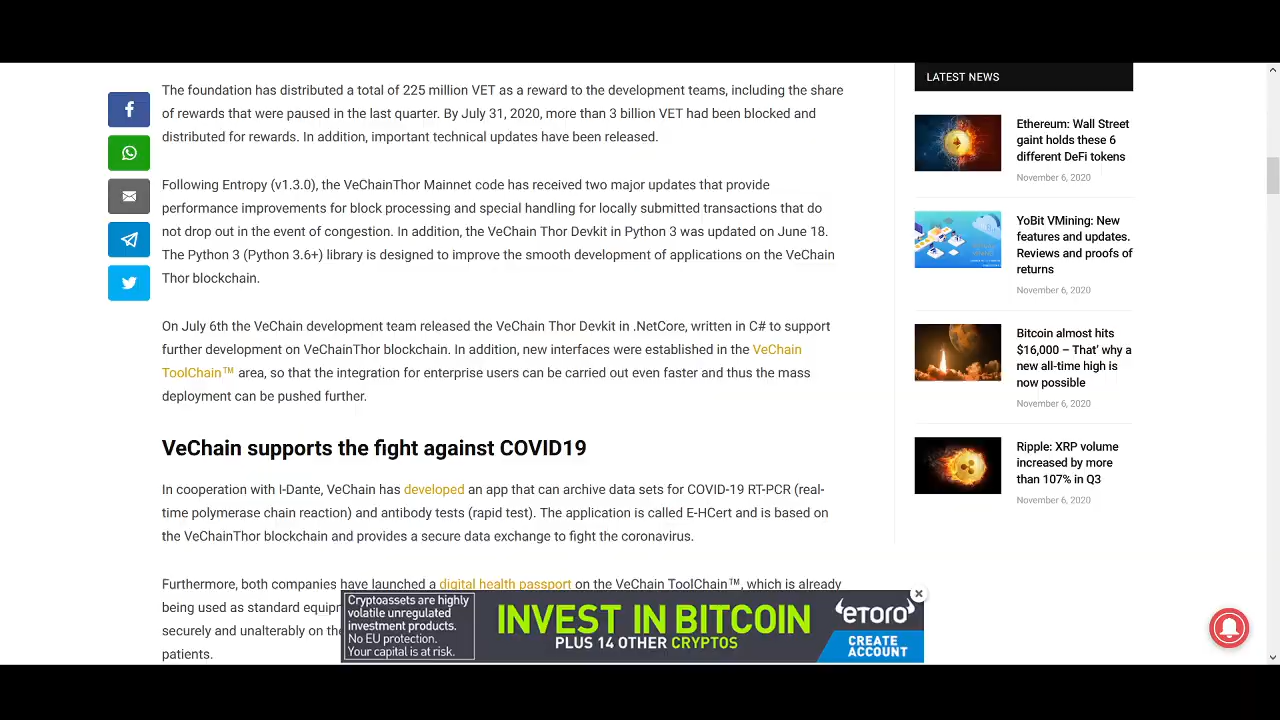 The foundation has distributed a total of 225 million VET as a reward to the development teams, including the share
of rewards that were paused in the last quarter. By July 31, 2020, more than 3 billion VET had been blocked and
distributed for rewards. In addition, important technical updates have been released.
Following Entropy (v1.3.0), the VeChainThor Mainnet code has received two major updates that provide
performance improvements for block processing and special handling for locally submitted transactions that do
not drop out in the event of congestion. In addition, the VeChain Thor Devkit in Python 3 was updated on June 18.
The Python 3 (Python 3.6+) library is designed to improve the smooth development of applications on the VeChain
Thor blockchain.
On July 6th the VeChain development team released the VeChain Thor Devkit in .NetCore, written in C# to support
further development on VeChainThor blockchain. In addition, new interfaces were established in the VeChain
ToolChain™ area, so that the integration for enterprise users can be carried out even faster and thus the mass
deployment can be pushed further.
VeChain supports the fight against COVID19
In cooperation with I-Dante, VeChain has developed an app that can archive data sets for COVID-19 RT-PCR (real-
time polymerase chain reaction) and antibody tests (rapid test). The application is called E-HCert and is based on
the VeChainThor blockchain and provides a secure data exchange to fight the coronavirus.
Furthermore, both companies have launched a digital health passport on the VeChain ToolChain™, which is already
being used as standard equip
securely and unalterably on the
patients.
Cryptoassets are highly
volatile unregulated
investment products.
No EU protection.
Your capital is at risk.
INVEST IN BITCOIN
PLUS 14 OTHER CRYPTOS
eToro
CREATE
ACCOUNT
LATEST NEWS
Ethereum: Wall Street
gaint holds these 6
different DeFi tokens
November 6, 2020
YoBit VMining: New
features and updates.
Reviews and proofs of
returns
November 6, 2020
Bitcoin almost hits
$16,000 – That' why a
new all-time high is
now possible
November 6, 2020
Ripple: XRP volume
increased by more
than 107% in Q3
November 6, 2020